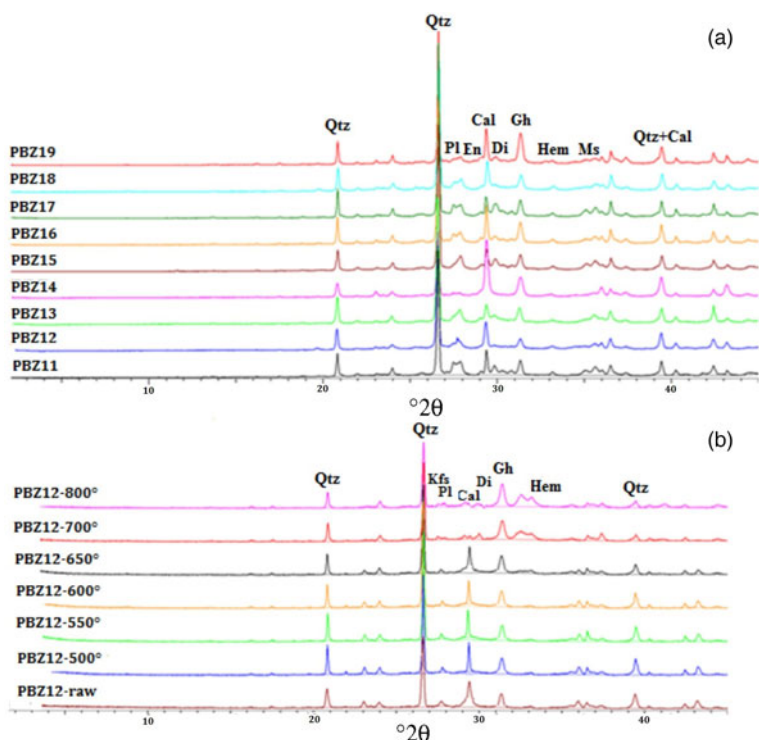 (a)
Qtz
Cal Gh
Qtz Pl En Di Hem Ms Qtz+Cal
PBZ19
PBZ18
PBZ17
PBZ16
PBZ15
PBZ14
PBZ13
PBZ12
PBZ11
10 20 30 40
°2θ
(b)
Qtz
Gh
Qtz Kfs Pl Cal Di Hem Qtz
PBZ12-800°
PBZ12-700°
PBZ12-650°
PBZ12-600°
PBZ12-550°
PBZ12-500°
PBZ12-raw
10 20 30 40
°2θ